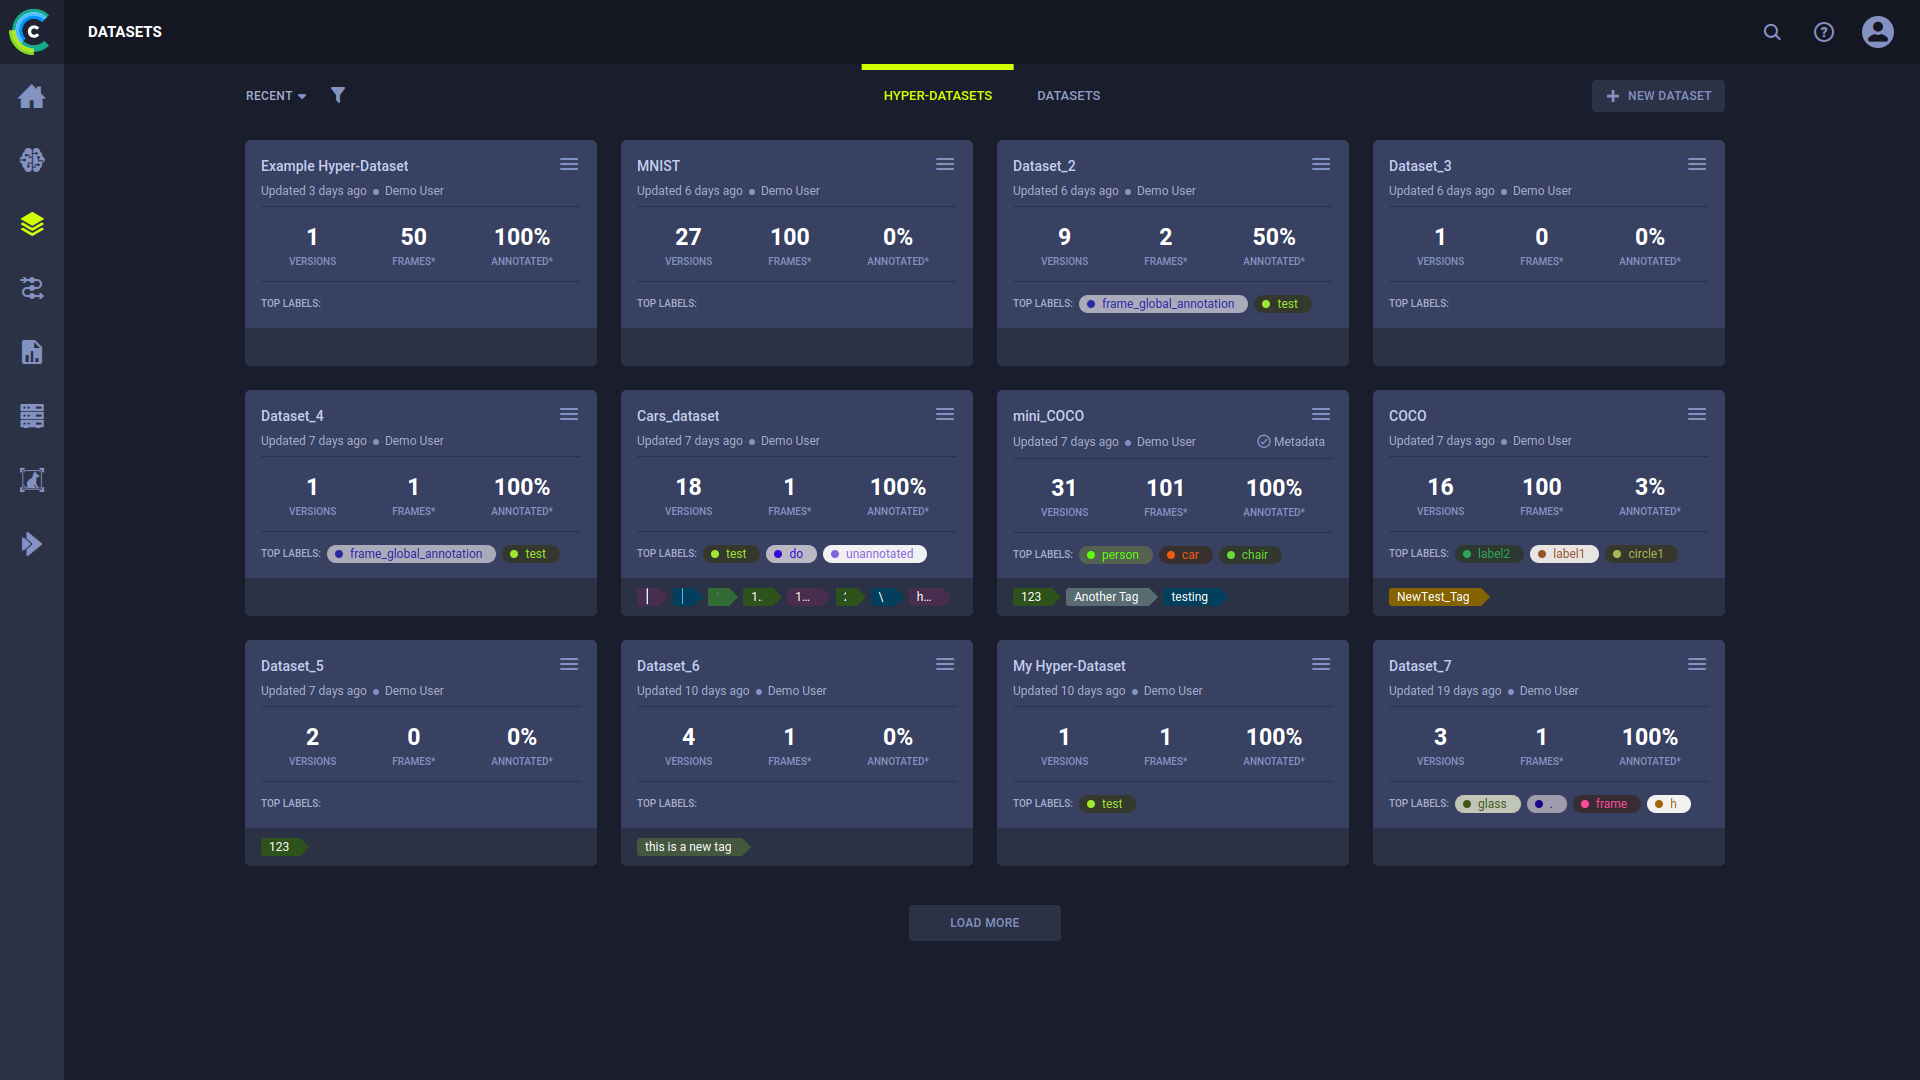 DATASETS
RECENT
HYPER-DATASETS
DATASETS
NEW DATASET
Example Hyper-Dataset
Updated 3 days ago Demo User
1 50 100%
VERSIONS FRAMES* ANNOTATED*
TOP LABELS:
MNIST
Updated 6 days ago Demo User
27 100 0%
VERSIONS FRAMES* ANNOTATED*
TOP LABELS:
Dataset_2
Updated 6 days ago Demo User
9 2 50%
VERSIONS FRAMES* ANNOTATED*
TOP LABELS: frame_global_annotation test
Dataset_3
Updated 6 days ago Demo User
1 0 0%
VERSIONS FRAMES* ANNOTATED*
TOP LABELS:
Dataset_4
Updated 7 days ago Demo User
1 1 100%
VERSIONS FRAMES* ANNOTATED*
TOP LABELS: frame_global_annotation test
Cars_dataset
Updated 7 days ago Demo User
18 1 100%
VERSIONS FRAMES* ANNOTATED*
TOP LABELS: test do unannotated
1.. 1... \ h...
mini_COCO
Updated 7 days ago Demo User Metadata
31 101 100%
VERSIONS FRAMES* ANNOTATED*
TOP LABELS: person car chair
123 Another Tag testing
COCO
Updated 7 days ago Demo User
16 100 3%
VERSIONS FRAMES* ANNOTATED*
TOP LABELS: label2 label1 circle1
NewTest_Tag
Dataset_5
Updated 7 days ago Demo User
2 0 0%
VERSIONS FRAMES* ANNOTATED*
TOP LABELS:
123
Dataset_6
Updated 10 days ago Demo User
4 1 0%
VERSIONS FRAMES* ANNOTATED*
TOP LABELS:
this is a new tag
My Hyper-Dataset
Updated 10 days ago Demo User
1 1 100%
VERSIONS FRAMES* ANNOTATED*
TOP LABELS: test
Dataset_7
Updated 19 days ago Demo User
3 1 100%
VERSIONS FRAMES* ANNOTATED*
TOP LABELS: glass . frame h
LOAD MORE